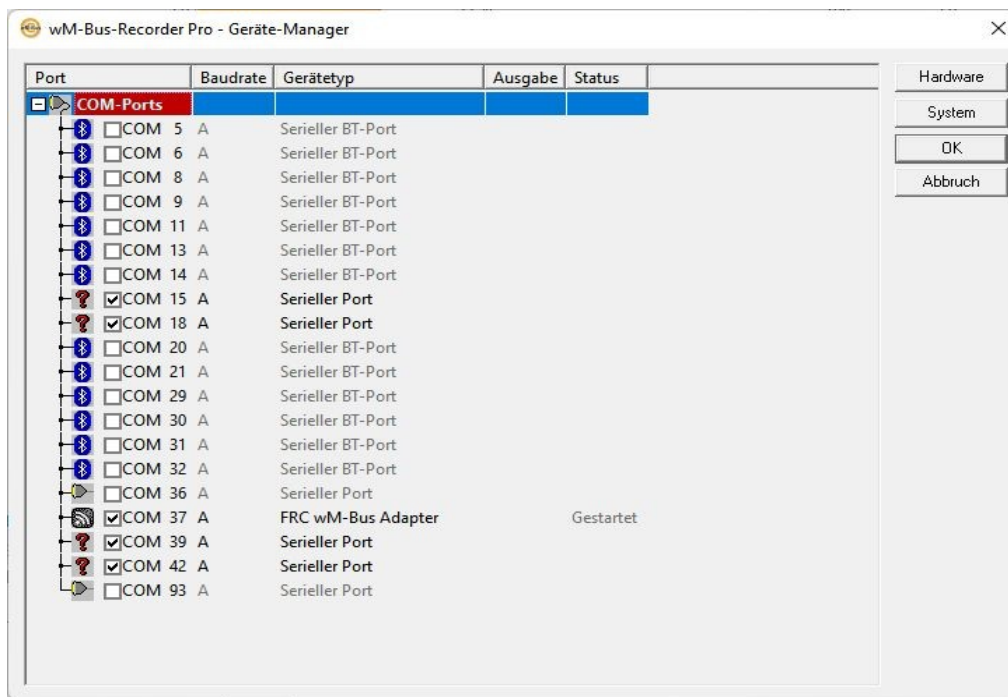 wM-Bus-Recorder Pro - Geräte-Manager
Port Baudrate Gerätetyp Ausgabe Status
COM-Ports
COM 5 A Serieller BT-Port
COM 6 A Serieller BT-Port
COM 8 A Serieller BT-Port
COM 9 A Serieller BT-Port
COM 11 A Serieller BT-Port
COM 13 A Serieller BT-Port
COM 14 A Serieller BT-Port
COM 15 A Serieller Port
COM 18 A Serieller Port
COM 20 A Serieller BT-Port
COM 21 A Serieller BT-Port
COM 29 A Serieller BT-Port
COM 30 A Serieller BT-Port
COM 31 A Serieller BT-Port
COM 32 A Serieller BT-Port
COM 36 A Serieller Port
COM 37 A FRC wM-Bus Adapter Gestartet
COM 39 A Serieller Port
COM 42 A Serieller Port
COM 93 A Serieller Port
Hardware
System
OK
Abbruch